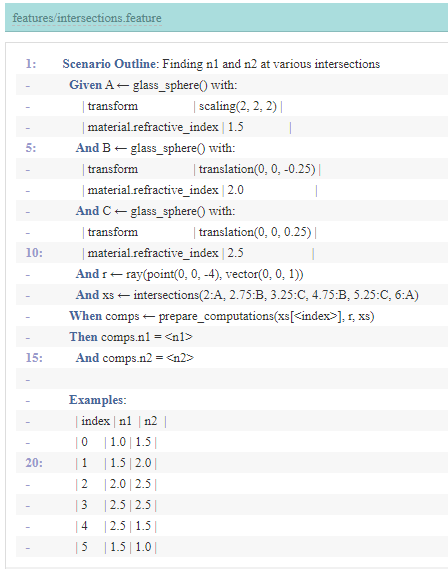 features/intersections.feature
1: Scenario Outline: Finding n1 and n2 at various intersections
- Given A ← glass_sphere() with:
- | transform | scaling(2, 2, 2) |
- | material.refractive_index | 1.5 |
5: And B ← glass_sphere() with:
- | transform | translation(0, 0, -0.25) |
- | material.refractive_index | 2.0 |
- And C ← glass_sphere() with:
- | transform | translation(0, 0, 0.25) |
10: | material.refractive_index | 2.5 |
- And r ← ray(point(0, 0, -4), vector(0, 0, 1))
- And xs ← intersections(2:A, 2.75:B, 3.25:C, 4.75:B, 5.25:C, 6:A)
- When comps ← prepare_computations(xs[<index>], r, xs)
- Then comps.n1 = <n1>
15: And comps.n2 = <n2>
-
- Examples:
- | index | n1 | n2 |
- | 0 | 1.0 | 1.5 |
20: | 1 | 1.5 | 2.0 |
- | 2 | 2.0 | 2.5 |
- | 3 | 2.5 | 2.5 |
- | 4 | 2.5 | 1.5 |
- | 5 | 1.5 | 1.0 |